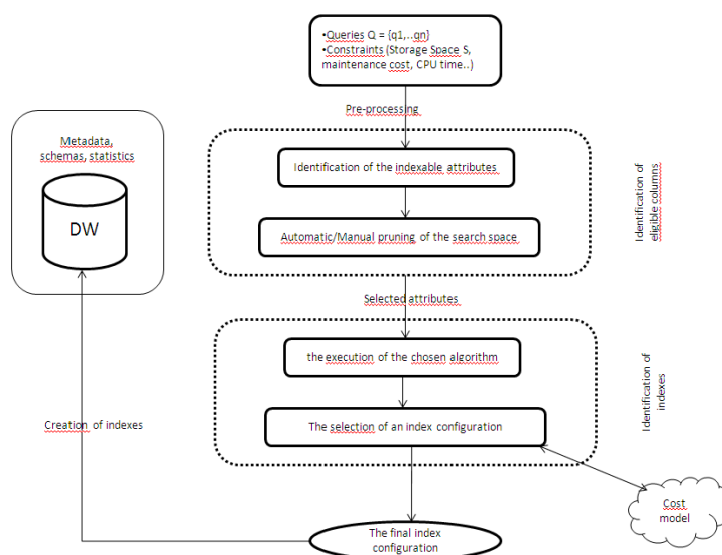 •Queries Q = {q1,..qn}
•Constraints (Storage Space S,
maintenance cost, CPU time..)
Pre-processing
Metadata,
schemas, statistics
DW
Identification of the indexable attributes
Automatic/Manual pruning of the search space
Identification of
eligible columns
Selected attributes
the execution of the chosen algorithm
The selection of an index configuration
Identification of
indexes
Creation of indexes
Cost
model
The final index
configuration